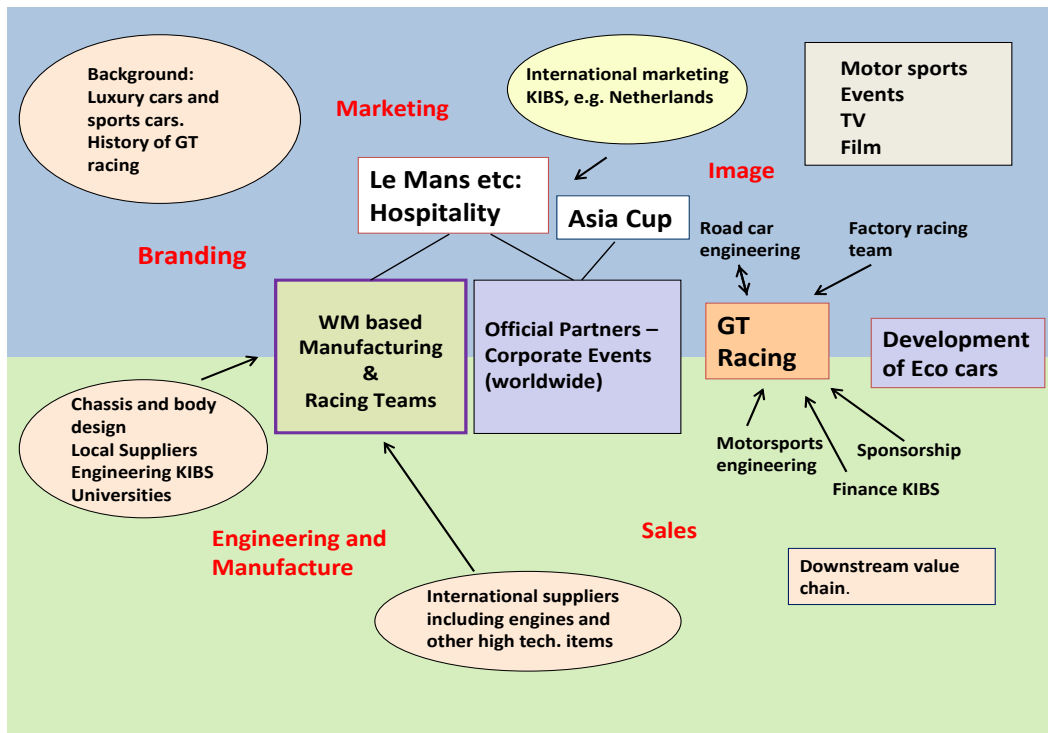 Background:
Luxury cars and
sports cars.
History of GT
racing
Marketing
International marketing
KIBS, e.g. Netherlands
Motor sports
Events
TV
Film
Image
Le Mans etc:
Hospitality
Asia Cup
Branding
Road car
engineering
Factory racing
team
WM based
Manufacturing
&
Racing Teams
Official Partners –
Corporate Events
(worldwide)
GT
Racing
Development
of Eco cars
Chassis and body
design
Local Suppliers
Engineering KIBS
Universities
Motorsports
engineering
Sponsorship
Finance KIBS
Engineering and
Manufacture
Sales
Downstream value
chain.
International suppliers
including engines and
other high tech. items